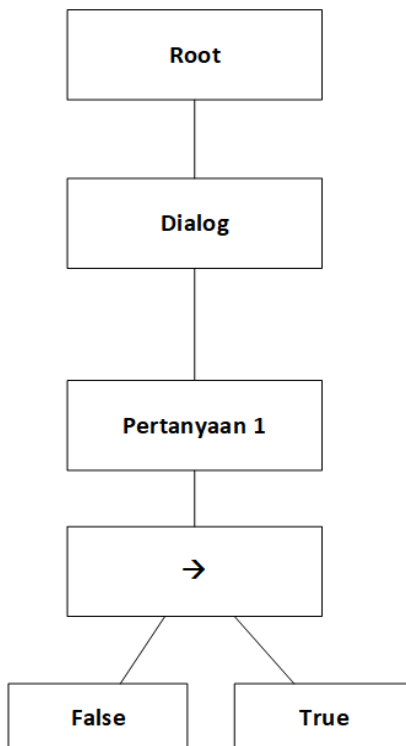 Root
Dialog
Pertanyaan 1
→
False
True